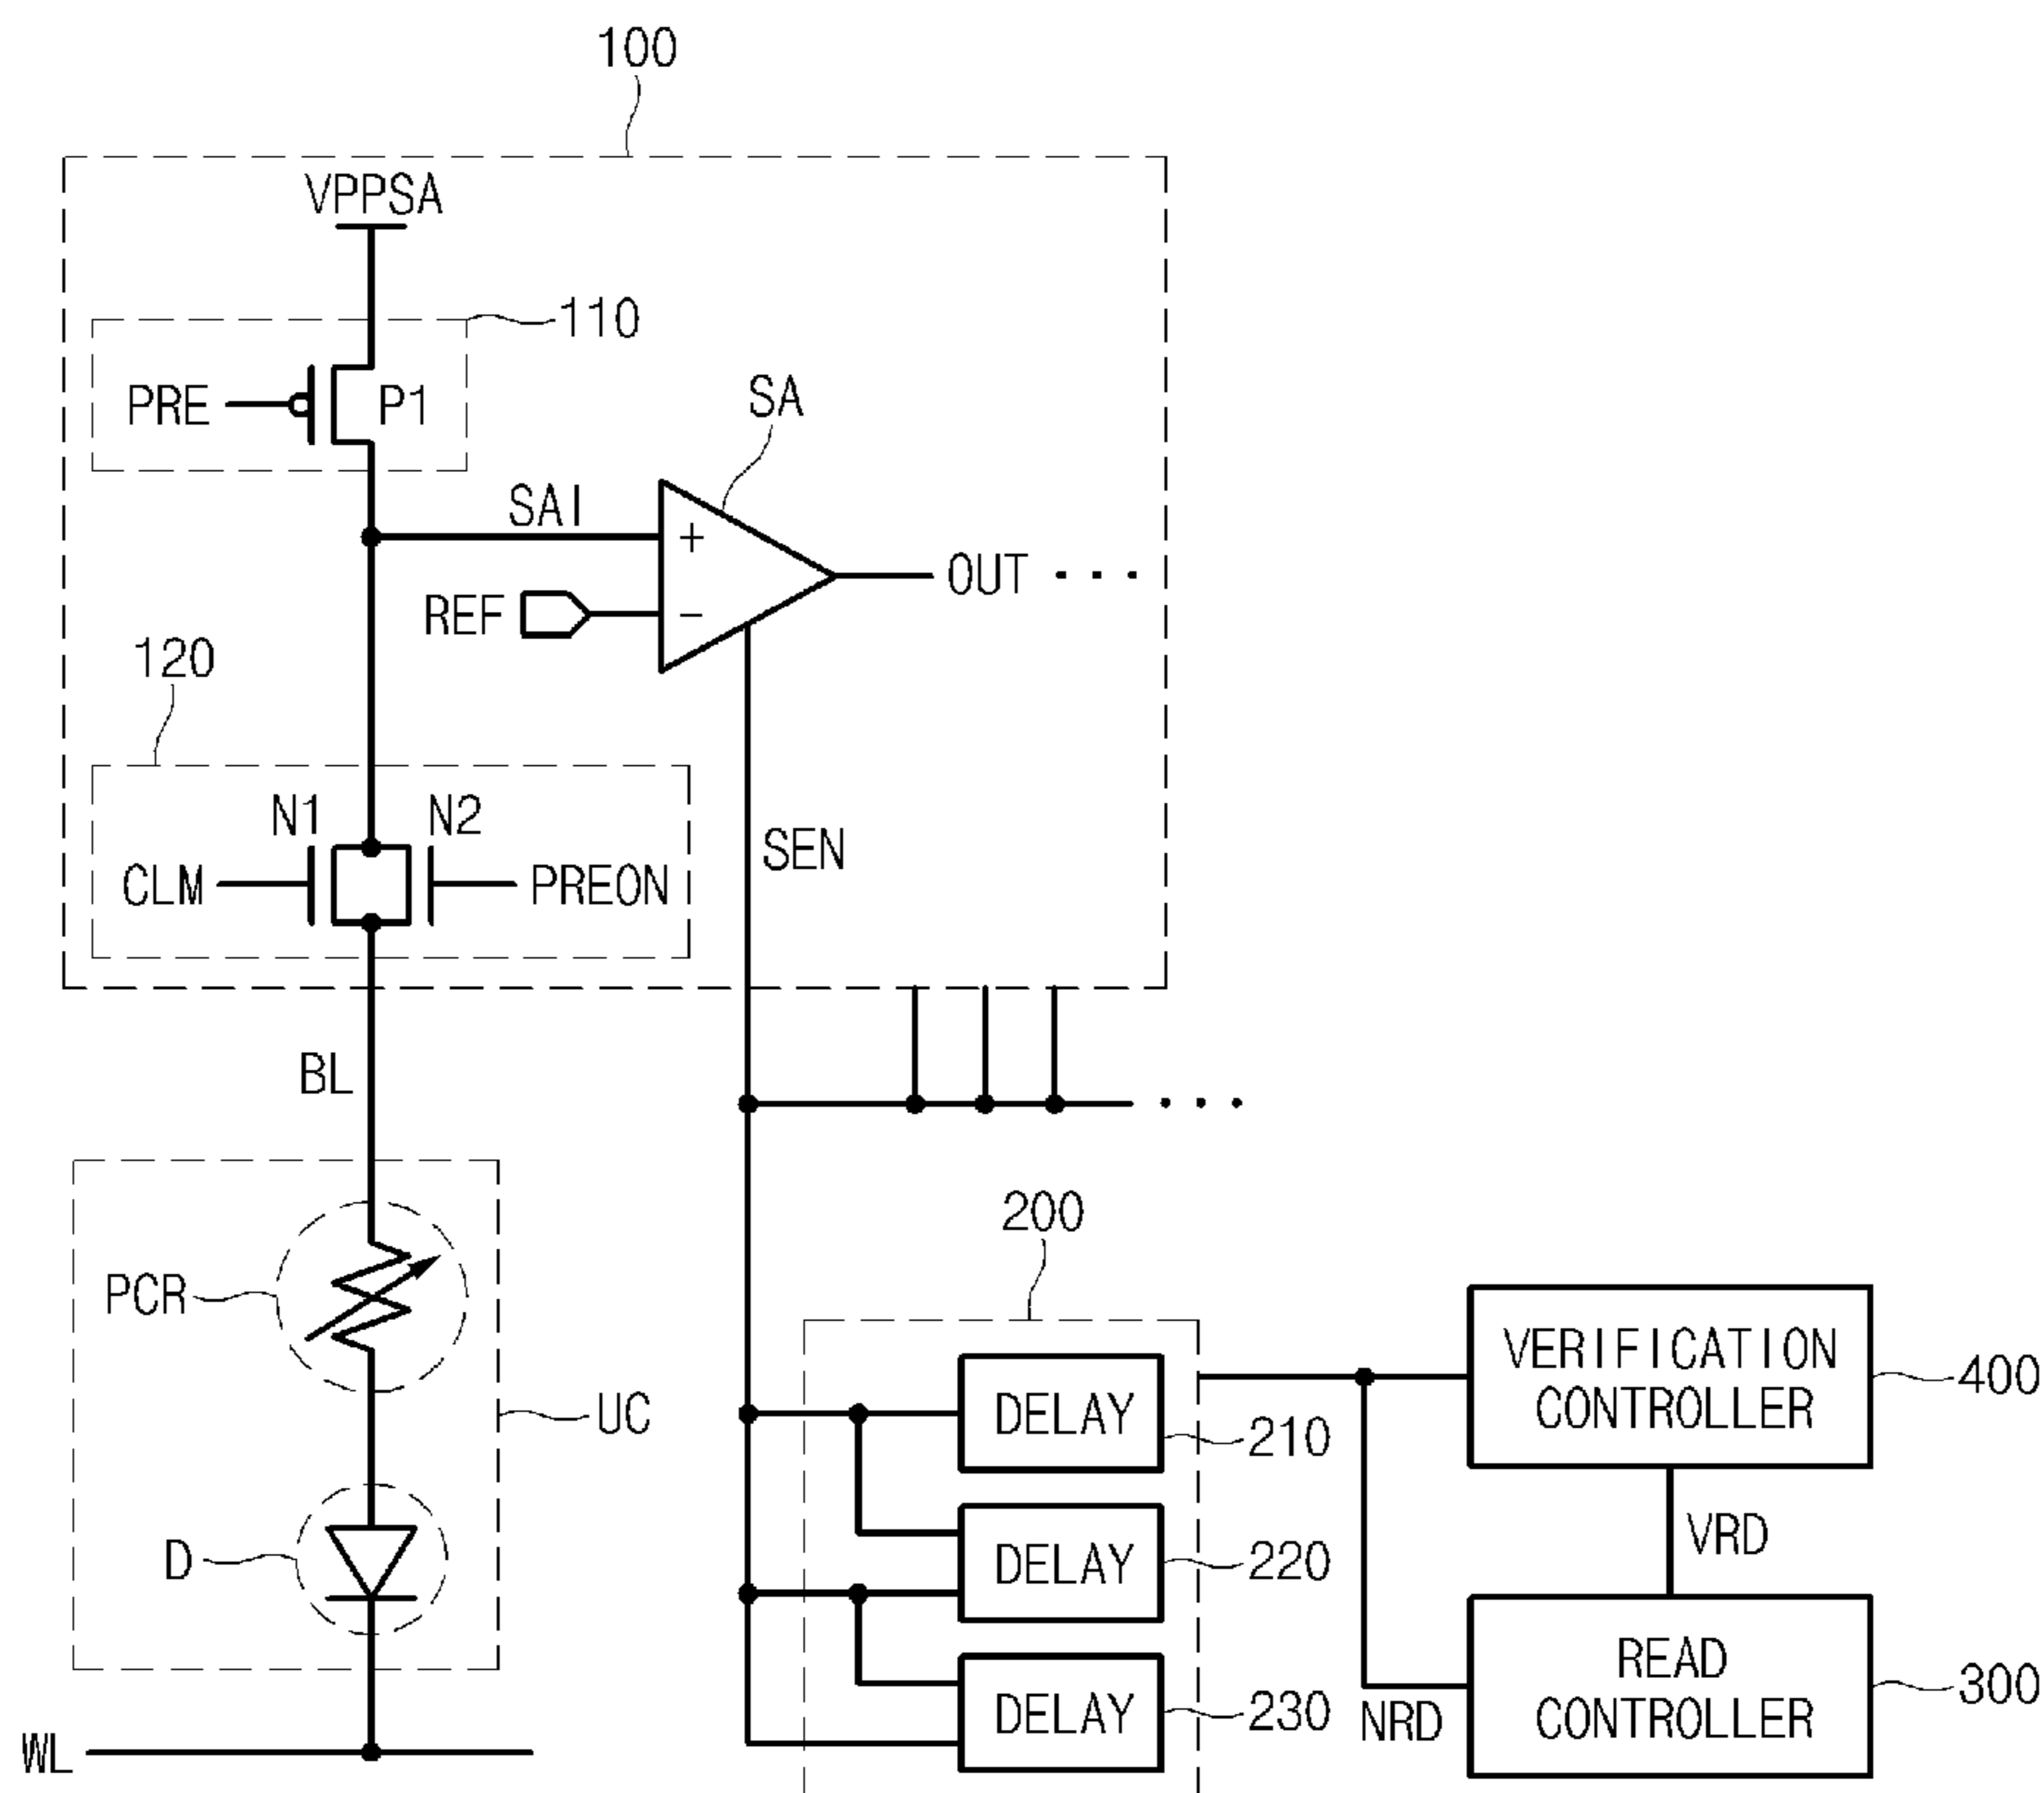 100
VPPSA
110
PRE
P1
SA
SAI
+
OUT ...
REF
-
120
N1
N2
SEN
CLM
PREON
BL
...
200
PCR
VERIFICATION
CONTROLLER
400
DELAY
210
UC
VRD
D
DELAY
220
READ
CONTROLLER
300
DELAY
230
NRD
WL